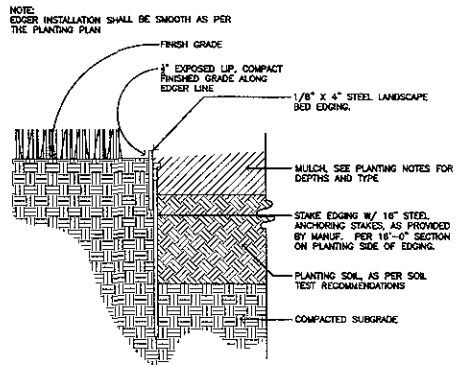 NOTE:
EDGER INSTALLATION SHALL BE SMOOTH AS PER
THE PLANTING PLAN
FINISH GRADE
EXPOSED LIP, COMPACT
FINISHED GRADE ALONG
EDGER LINE
1/8" X 4" STEEL LANDSCAPE
BED EDGING.
MULCH, SEE PLANTING NOTES FOR
DEPTHS AND TYPE
STAKE EDGING W/ 16" STEEL
ANCHORING STAKES, AS PROVIDED
BY MANUF. PER 16'-0" SECTION
ON PLANTING SIDE OF EDGING.
PLANTING SOIL, AS PER SOIL
TEST RECOMMENDATIONS
COMPACTED SUBGRADE